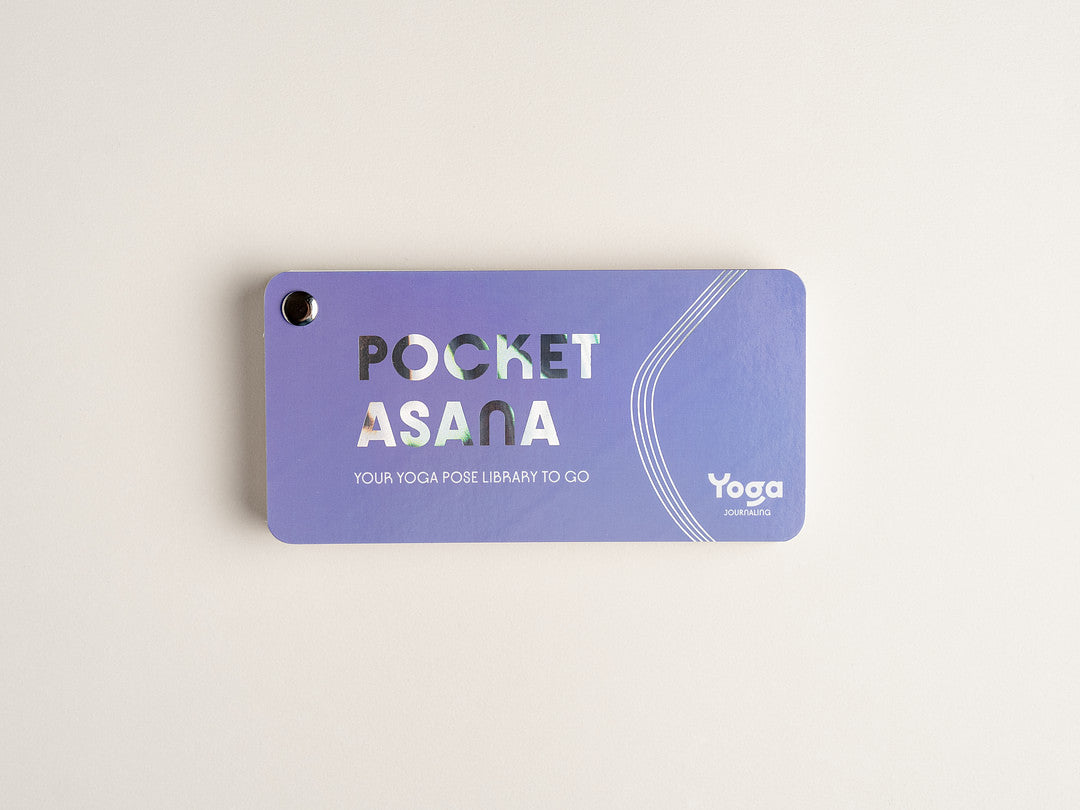 POCKET
ASANA
YOUR YOGA POSE LIBRARY TO GO
Yoga
JOURNALING